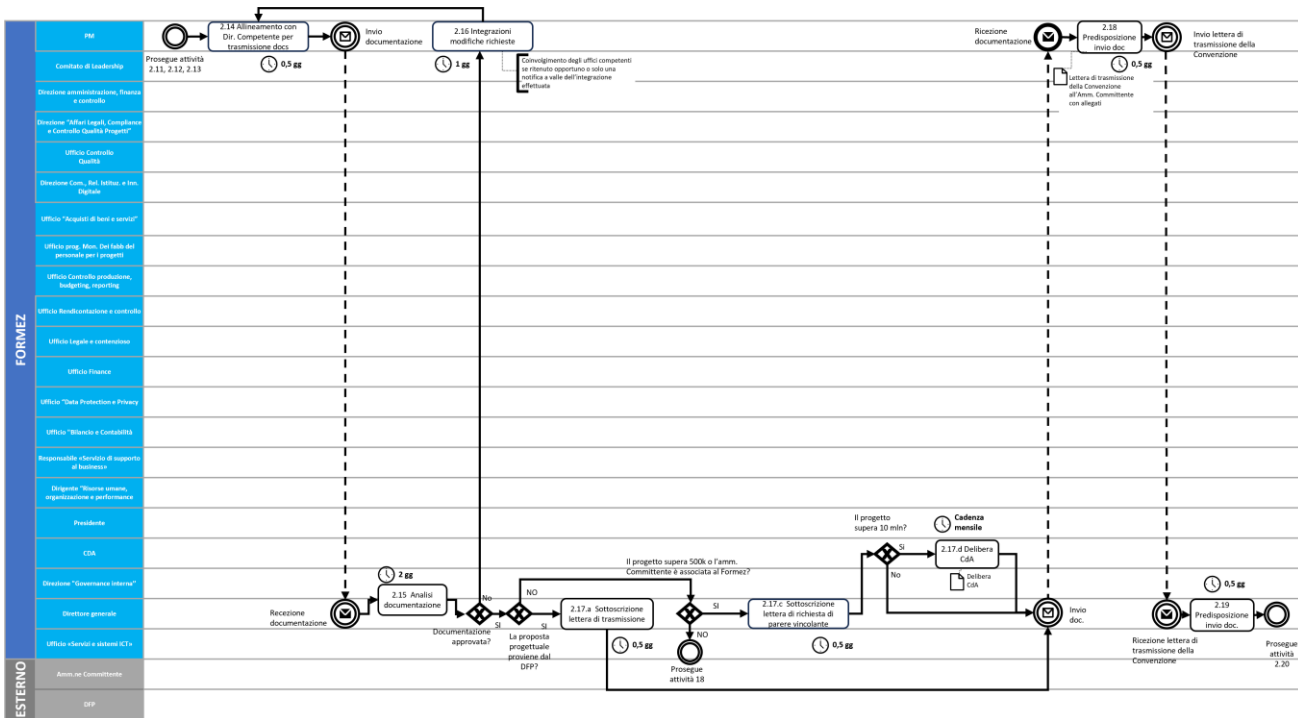 FORMEZ
ESTERNO
PM
Comitato di Leadership
Direzione amministrazione, finanza
e controllo
Direzione "Affari Legali, Compliance
e Controllo Qualità Progetti"
Ufficio Controllo
Qualità
Direzione Com., Rel. Istituz. e Inn.
Digitale
Ufficio "Acquisti di beni e servizi"
Ufficio prog. Mon. Dei fabb del
personale per i progetti
Ufficio Controllo produzione,
budgeting, reporting
Ufficio Rendicontazione e controllo
Ufficio Legale e contenzioso
Ufficio Finance
Ufficio "Data Protection e Privacy
Ufficio "Bilancio e Contabilità
Responsabile «Servizio di supporto
al business»
Dirigente "Risorse umane,
organizzazione e performance
Presidente
CDA
Direzione "Governance interna"
Direttore generale
Ufficio «Servizi e sistemi ICT»
Amm.ne Committente
DFP
Prosegue attività
2.11, 2.12, 2.13
2.14 Allineamento con
Dir. Competente per
trasmissione docs
0,5 gg
Invio
documentazione
2.16 Integrazioni
modifiche richieste
1 gg
Coinvolgimento degli uffici competenti
se ritenuto opportuno o solo una
notifica a valle dell'integrazione
effettuata
Ricezione
documentazione
2.18
Predisposizione
invio doc
0,5 gg
Invio lettera di
trasmissione della
Convenzione
Lettera di trasmissione
della Convenzione
all'Amm. Committente
con allegati
Recezione
documentazione
2 gg
2.15 Analisi
documentazione
Documentazione
approvata?
No
SI
La proposta
progettuale
proviene dal
DFP?
NO
SI
2.17.a Sottoscrizione
lettera di trasmissione
0,5 gg
Il progetto supera 500k o l'amm.
Committente è associata al Formez?
SI
NO
Prosegue
attività 18
2.17.c Sottoscrizione
lettera di richiesta di
parere vincolante
0,5 gg
Il progetto
supera 10 mln?
Si
No
Cadenza
mensile
2.17.d Delibera
CdA
Delibera
CdA
Invio
doc.
Ricezione lettera di
trasmissione della
Convenzione
0,5 gg
2.19
Predisposizione
invio doc.
Prosegue
attività
2.20